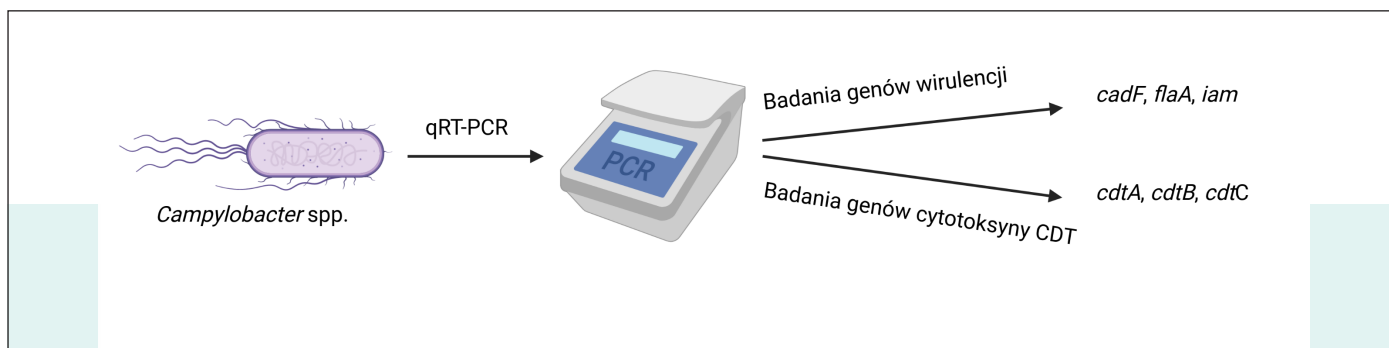 Campylobacter spp.
qRT-PCR
PCR
Badania genów wirulencji
cadF, flaA, iam
Badania genów cytotoksyny CDT
cdtA, cdtB, cdtC